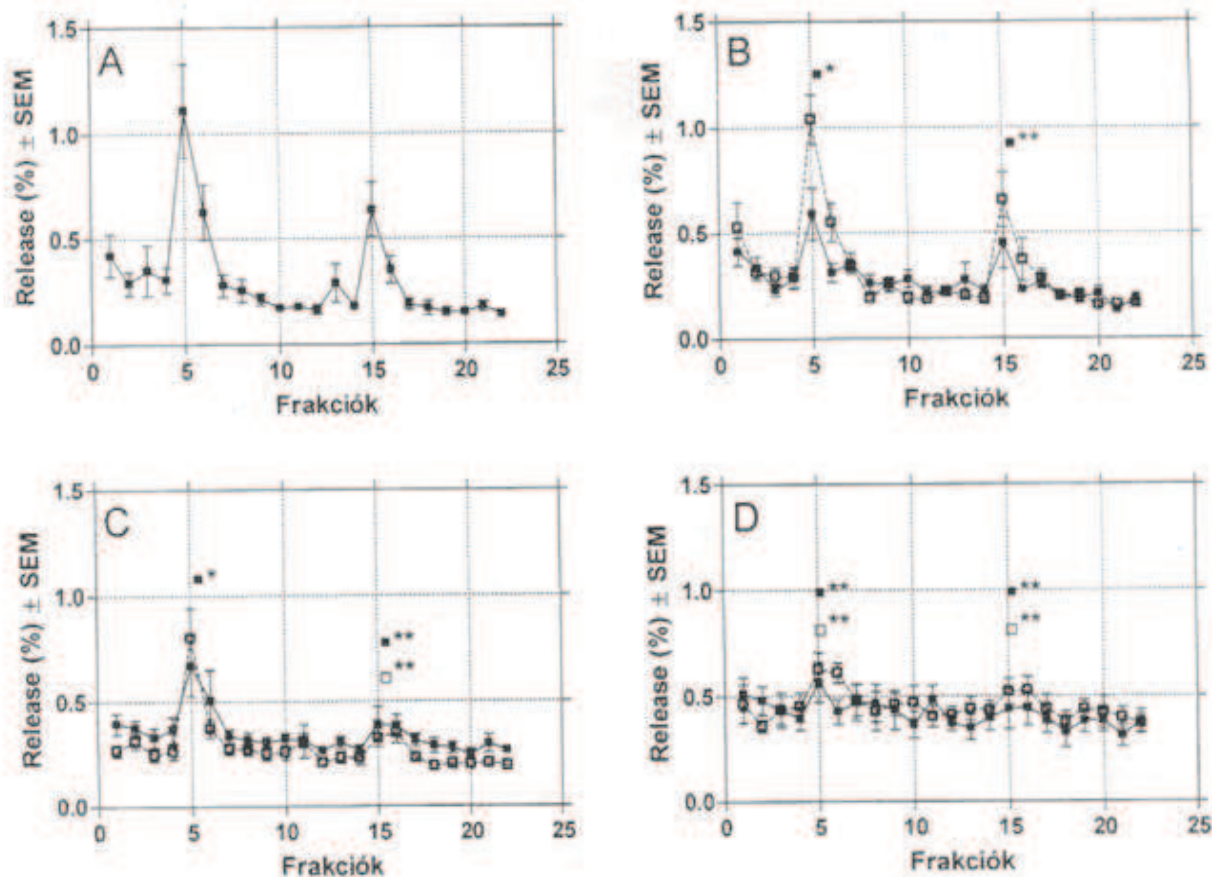 A
Release (%) ± SEM
1.5
1.0
0.5
0.0
0 5 10 15 20 25
Frakciók
B
Release (%) ± SEM
1.5
1.0
0.5
0.0
■ *
■ **
0 5 10 15 20 25
Frakciók
C
Release (%) ± SEM
1.5
1.0
0.5
0.0
■ *
■ **
□ **
0 5 10 15 20 25
Frakciók
D
Release (%) ± SEM
1.5
1.0
0.5
0.0
■ ** ■ **
□ ** □ **
0 5 10 15 20 25
Frakciók